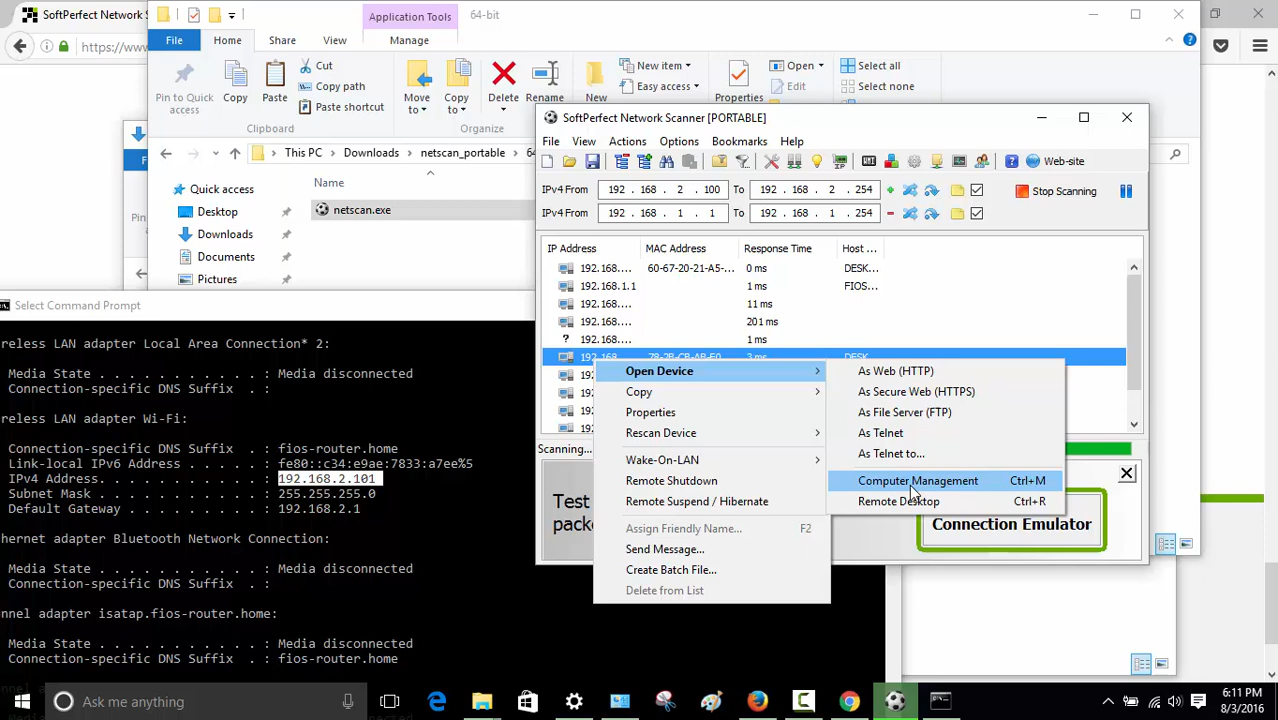 SoftPerfect Network S
https://www
Application Tools
64-bit
File
Home
Share
View
Manage
Pin to Quick
access
Copy
Paste
Cut
Copy path
Paste shortcut
Clipboard
Move
to
Copy
to
Delete
Rename
New
New item
Easy access
Properties
Open
Edit
Select all
Select none
Organize
This PC
Downloads
netscan_portable
Quick access
Desktop
Downloads
Documents
Pictures
Name
netscan.exe
SoftPerfect Network Scanner [PORTABLE]
File View Actions Options Bookmarks Help
Web-site
IPv4 From 192 . 168 . 2 . 100 To 192 . 168 . 2 . 254
Stop Scanning
IPv4 From 192 . 168 . 1 . 1 To 192 . 168 . 1 . 254
IP Address MAC Address Response Time Host ...
192.168.... 60-67-20-21-A5-... 0 ms DESK...
192.168.1.1 1 ms FIOS...
192.168.... 11 ms
192.168.... 201 ms
? 192.168.... 1 ms
192.168.... 78-2B-CB-AB-E0... 3 ms DESK...
Scanning...
Open Device
Copy
Properties
Rescan Device
Wake-On-LAN
Remote Shutdown
Remote Suspend / Hibernate
Assign Friendly Name... F2
Send Message...
Create Batch File...
Delete from List
As Web (HTTP)
As Secure Web (HTTPS)
As File Server (FTP)
As Telnet
As Telnet to...
Computer Management Ctrl+M
Remote Desktop Ctrl+R
Test
packe
Connection Emulator
Select Command Prompt
reless LAN adapter Local Area Connection* 2:
Media State . . . . . . . . . . . : Media disconnected
Connection-specific DNS Suffix . :
reless LAN adapter Wi-Fi:
Connection-specific DNS Suffix . : fios-router.home
Link-local IPv6 Address . . . . . : fe80::c34:e9ae:7833:a7ee%5
IPv4 Address. . . . . . . . . . . : 192.168.2.101
Subnet Mask . . . . . . . . . . . : 255.255.255.0
Default Gateway . . . . . . . . . : 192.168.2.1
hernet adapter Bluetooth Network Connection:
Media State . . . . . . . . . . . : Media disconnected
Connection-specific DNS Suffix . :
nnel adapter isatap.fios-router.home:
Media State . . . . . . . . . . . : Media disconnected
Connection-specific DNS Suffix . : fios-router.home
Ask me anything
6:11 PM
8/3/2016